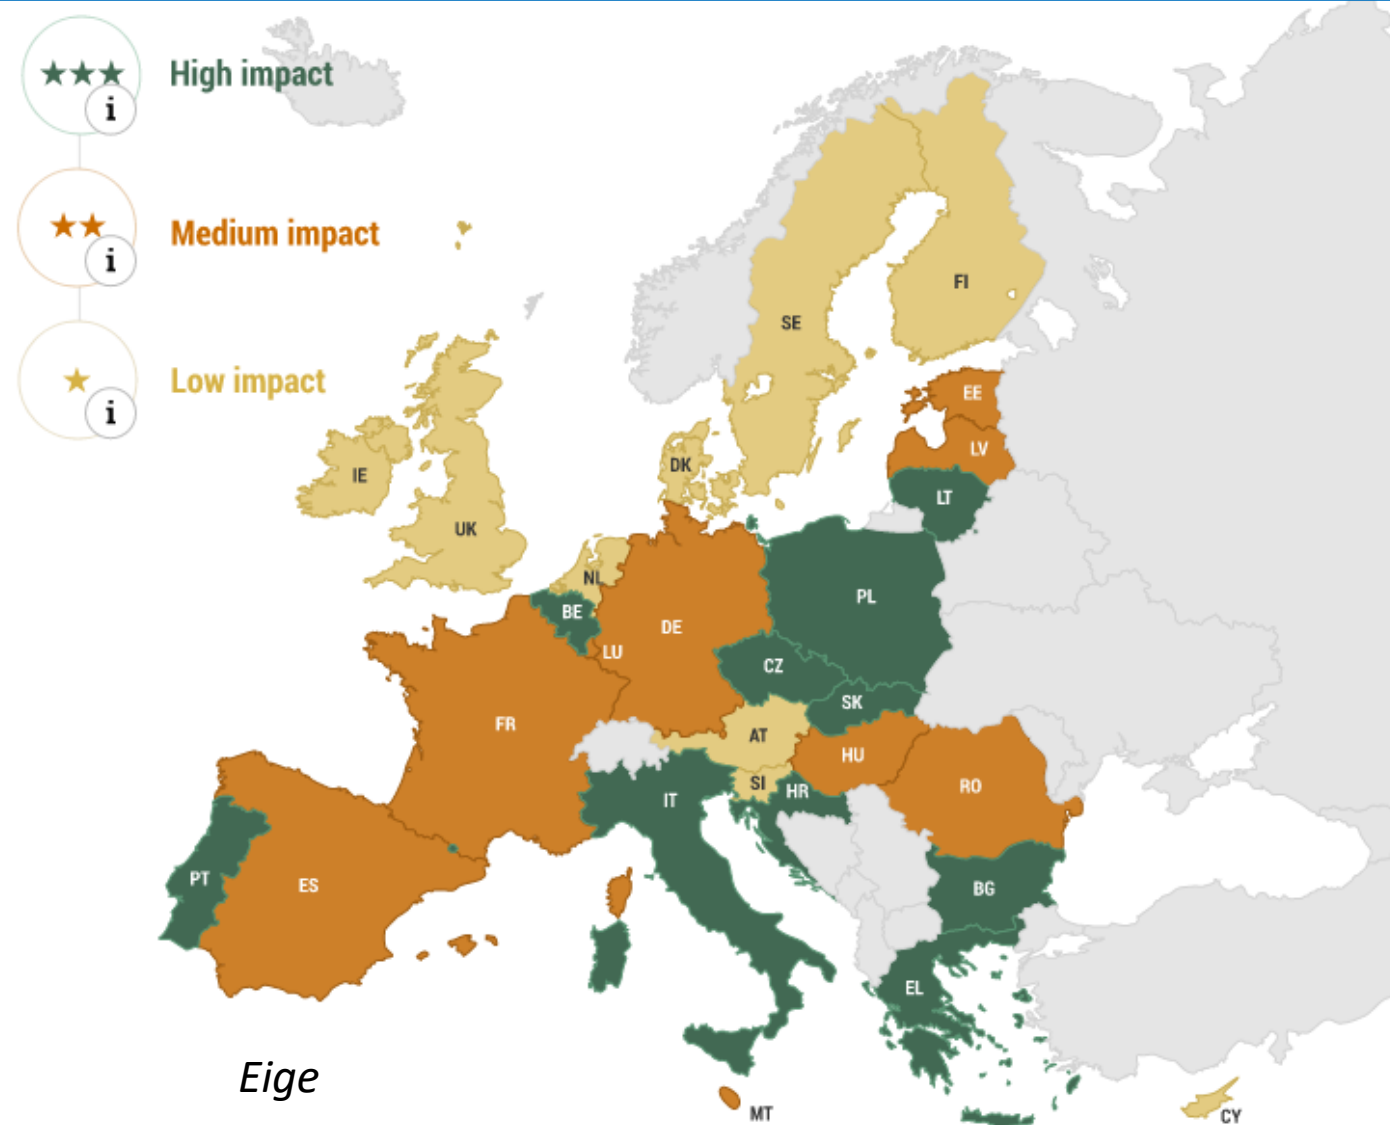 ★★★ High impact
i
★★ Medium impact
i
★ Low impact
i
FI
SE
EE
LV
DK
IE
LT
UK
NL
PL
BE
DE
LU
CZ
SK
FR
AT
HU
SI
HR
RO
IT
PT
ES
BG
EL
Eige
MT
CY